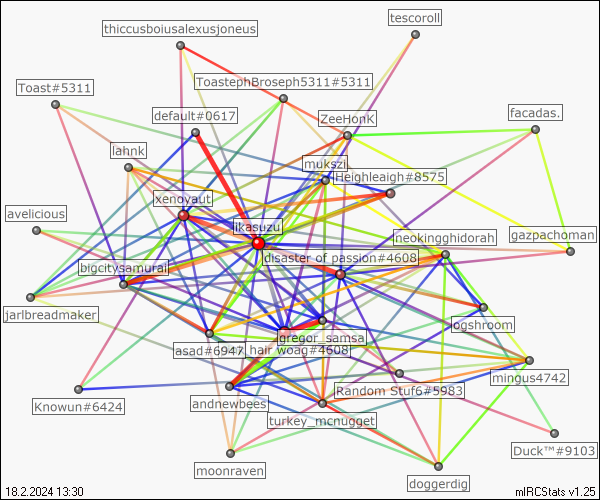 tescoroll
thiccusboiusalexusjoneus
ToastephBroseph5311#5311
Toast#5311
default#0617
ZeeHonK
facadas.
lahnk
mukszi
Heighleaigh#8575
xenoyaut
avelicious
ikasuzu
neokingghidorah
gazpachoman
disaster of passion#4608
bigcitysamurai
jarlbreadmaker
ogshroom
gregor_samsa
asad#6947
hair woag#4608
mingus4742
Random Stuf6#5983
andnewbees
Knowun#6424
turkey_mcnugget
Duck™#9103
moonraven
doggerdig
18.2.2024 13:30
mIRCStats v1.25